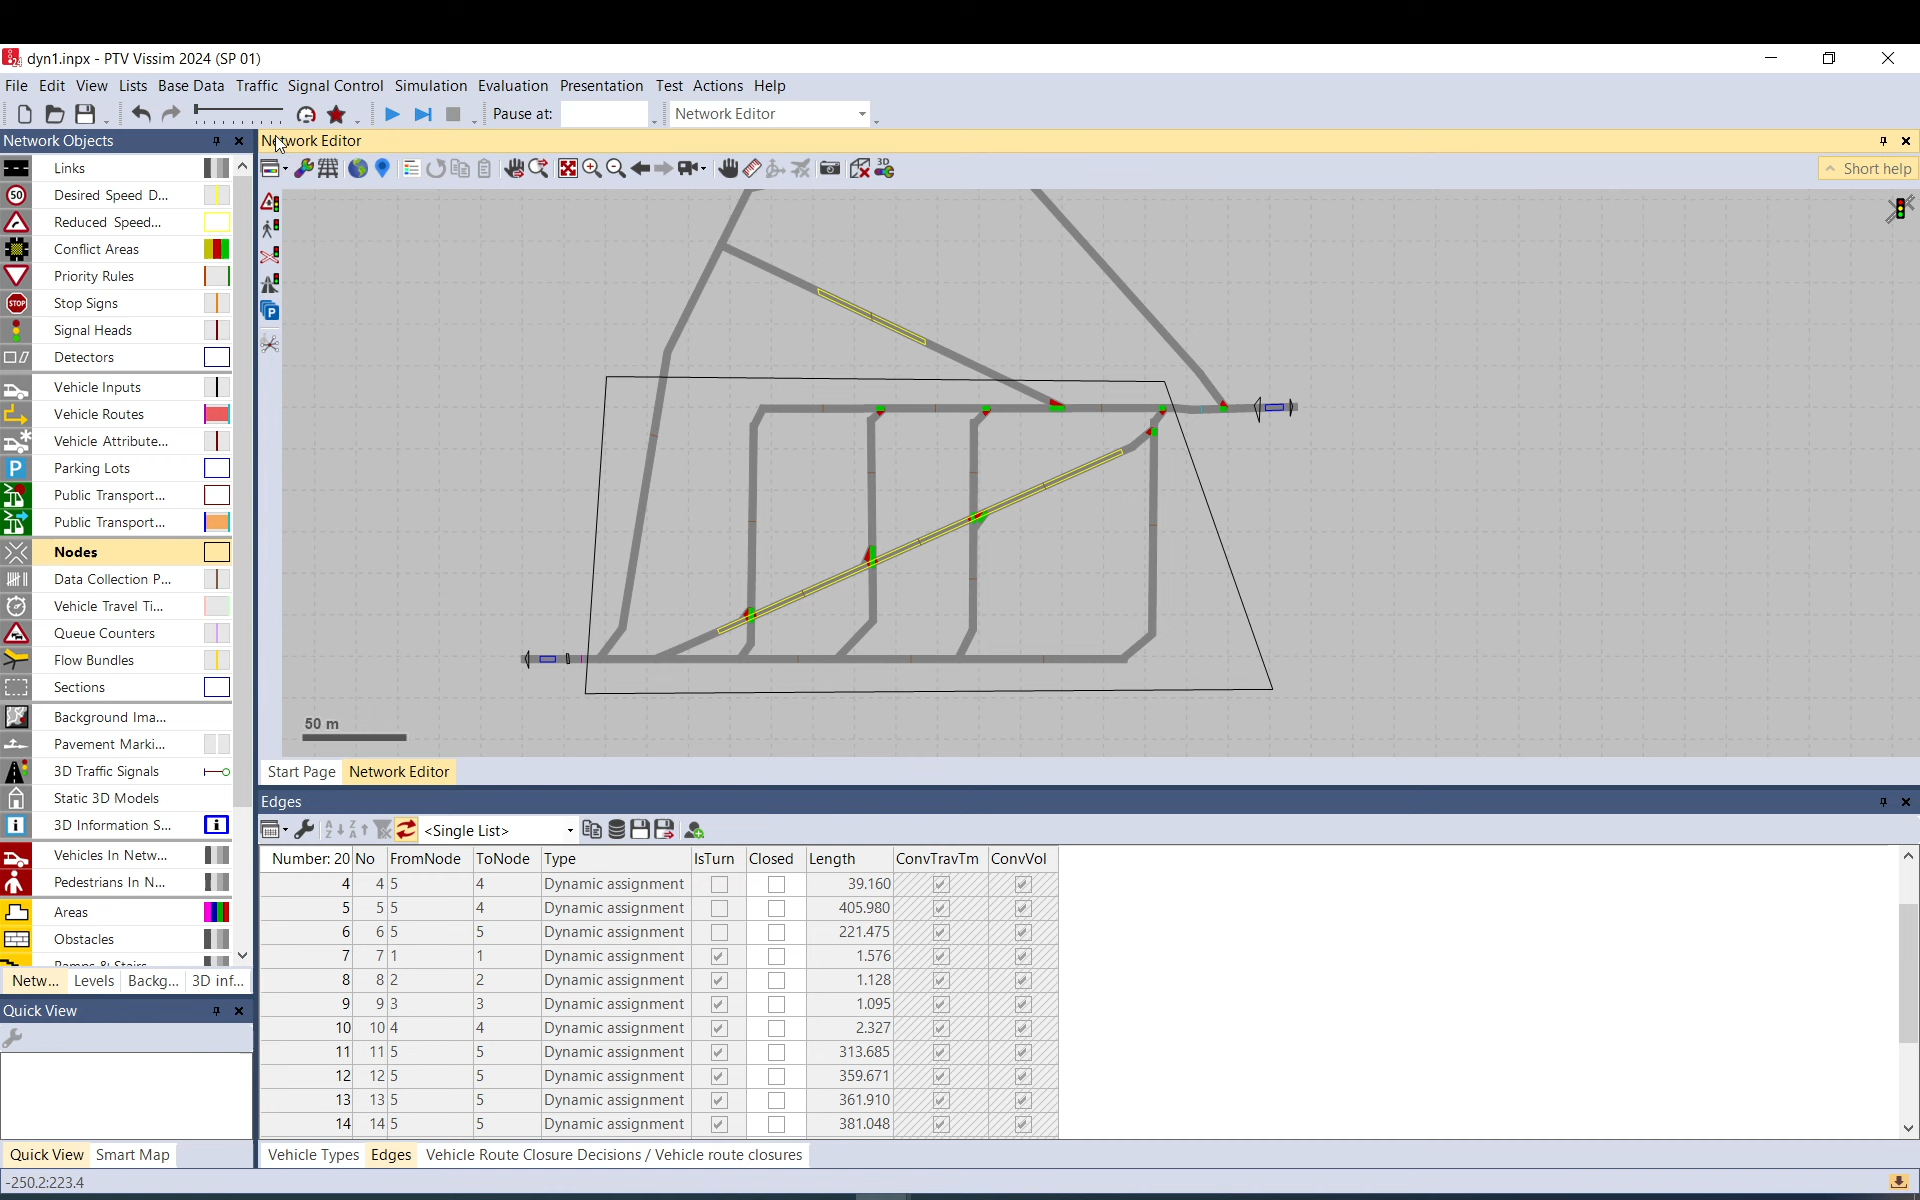 dyn1.inpx - PTV Vissim 2024 (SP 01)
File Edit View Lists Base Data Traffic Signal Control Simulation Evaluation Presentation Test Actions Help
Pause at: Network Editor
Network Objects
Network Editor
Short help
Links
50 Desired Speed D...
Reduced Speed...
Conflict Areas
Priority Rules
STOP Stop Signs
Signal Heads
Detectors
Vehicle Inputs
Vehicle Routes
Vehicle Attribute...
P Parking Lots
Public Transport...
Public Transport...
Nodes
Data Collection P...
Vehicle Travel Ti...
Queue Counters
Flow Bundles
Sections
Background Ima...
Pavement Marki...
3D Traffic Signals
Static 3D Models
3D Information S...
Vehicles In Netw...
Pedestrians In N...
Areas
Obstacles
Ramps & Stairs
Netw... Levels Backg... 3D inf...
Quick View
Quick View Smart Map
-250.2:223.4
3D
P
50 m
Start Page Network Editor
Edges
<Single List>
Number: 20 No FromNode ToNode Type IsTurn Closed Length ConvTravTm ConvVol
4 4 5 4 Dynamic assignment 39.160
5 5 5 4 Dynamic assignment 405.980
6 6 5 5 Dynamic assignment 221.475
7 7 1 1 Dynamic assignment 1.576
8 8 2 2 Dynamic assignment 1.128
9 9 3 3 Dynamic assignment 1.095
10 10 4 4 Dynamic assignment 2.327
11 11 5 5 Dynamic assignment 313.685
12 12 5 5 Dynamic assignment 359.671
13 13 5 5 Dynamic assignment 361.910
14 14 5 5 Dynamic assignment 381.048
Vehicle Types Edges Vehicle Route Closure Decisions / Vehicle route closures